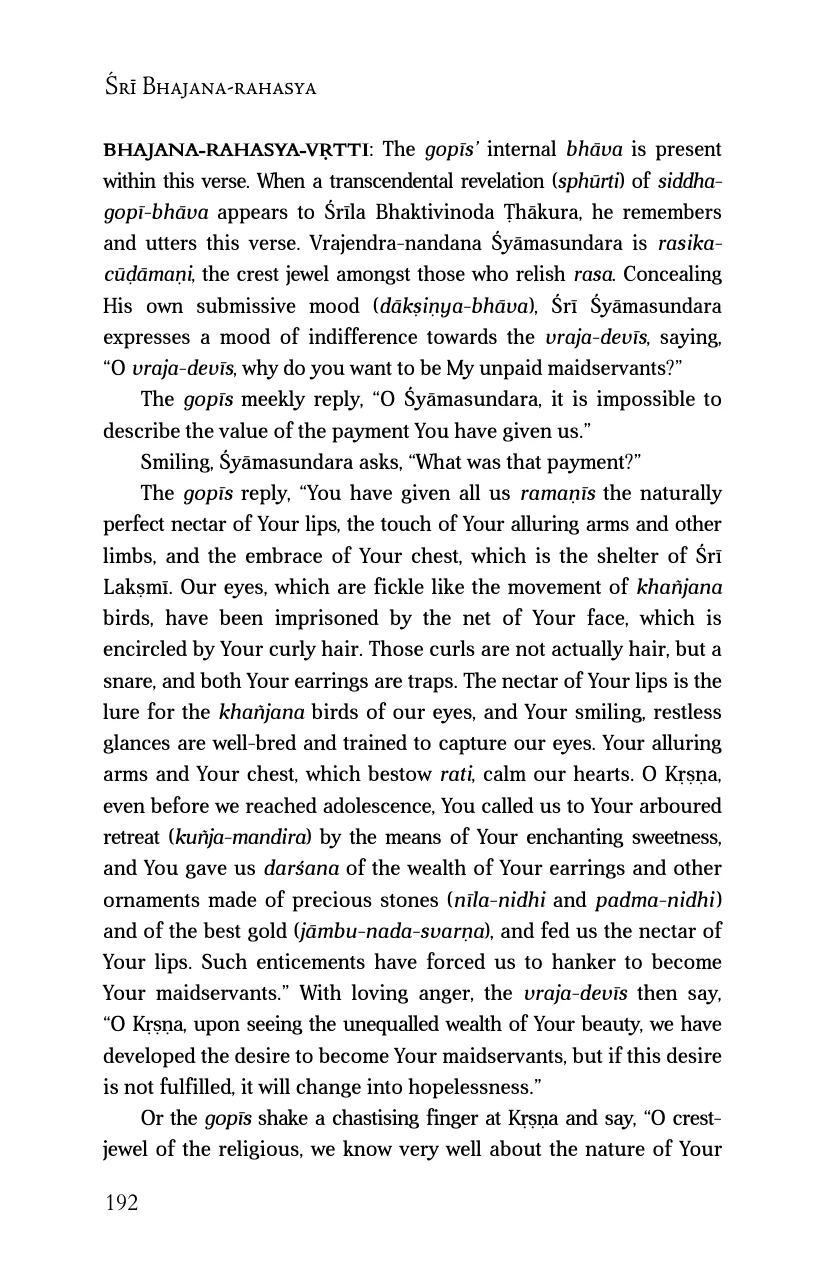 Śrī Bhajana-rahasya
BHAJANA-RAHASYA-VṚTTI: The gopīs’ internal bhāva is present
within this verse. When a transcendental revelation (sphūrti) of siddha-
gopī-bhāva appears to Śrīla Bhaktivinoda Ṭhākura, he remembers
and utters this verse. Vrajendra-nandana Śyāmasundara is rasika-
cūḍāmaṇi, the crest jewel amongst those who relish rasa. Concealing
His own submissive mood (dākṣiṇya-bhāva), Śrī Śyāmasundara
expresses a mood of indifference towards the vraja-devīs, saying,
“O vraja-devīs, why do you want to be My unpaid maidservants?”
The gopīs meekly reply, “O Śyāmasundara, it is impossible to
describe the value of the payment You have given us.”
Smiling, Śyāmasundara asks, “What was that payment?”
The gopīs reply, “You have given all us ramaṇīs the naturally
perfect nectar of Your lips, the touch of Your alluring arms and other
limbs, and the embrace of Your chest, which is the shelter of Śrī
Lakṣmī. Our eyes, which are fickle like the movement of khañjana
birds, have been imprisoned by the net of Your face, which is
encircled by Your curly hair. Those curls are not actually hair, but a
snare, and both Your earrings are traps. The nectar of Your lips is the
lure for the khañjana birds of our eyes, and Your smiling, restless
glances are well-bred and trained to capture our eyes. Your alluring
arms and Your chest, which bestow rati, calm our hearts. O Kṛṣṇa,
even before we reached adolescence, You called us to Your arboured
retreat (kuñja-mandira) by the means of Your enchanting sweetness,
and You gave us darśana of the wealth of Your earrings and other
ornaments made of precious stones (nīla-nidhi and padma-nidhi)
and of the best gold (jāmbu-nada-svarṇa), and fed us the nectar of
Your lips. Such enticements have forced us to hanker to become
Your maidservants.” With loving anger, the vraja-devīs then say,
“O Kṛṣṇa, upon seeing the unequalled wealth of Your beauty, we have
developed the desire to become Your maidservants, but if this desire
is not fulfilled, it will change into hopelessness.”
Or the gopīs shake a chastising finger at Kṛṣṇa and say, “O crest-
jewel of the religious, we know very well about the nature of Your
192